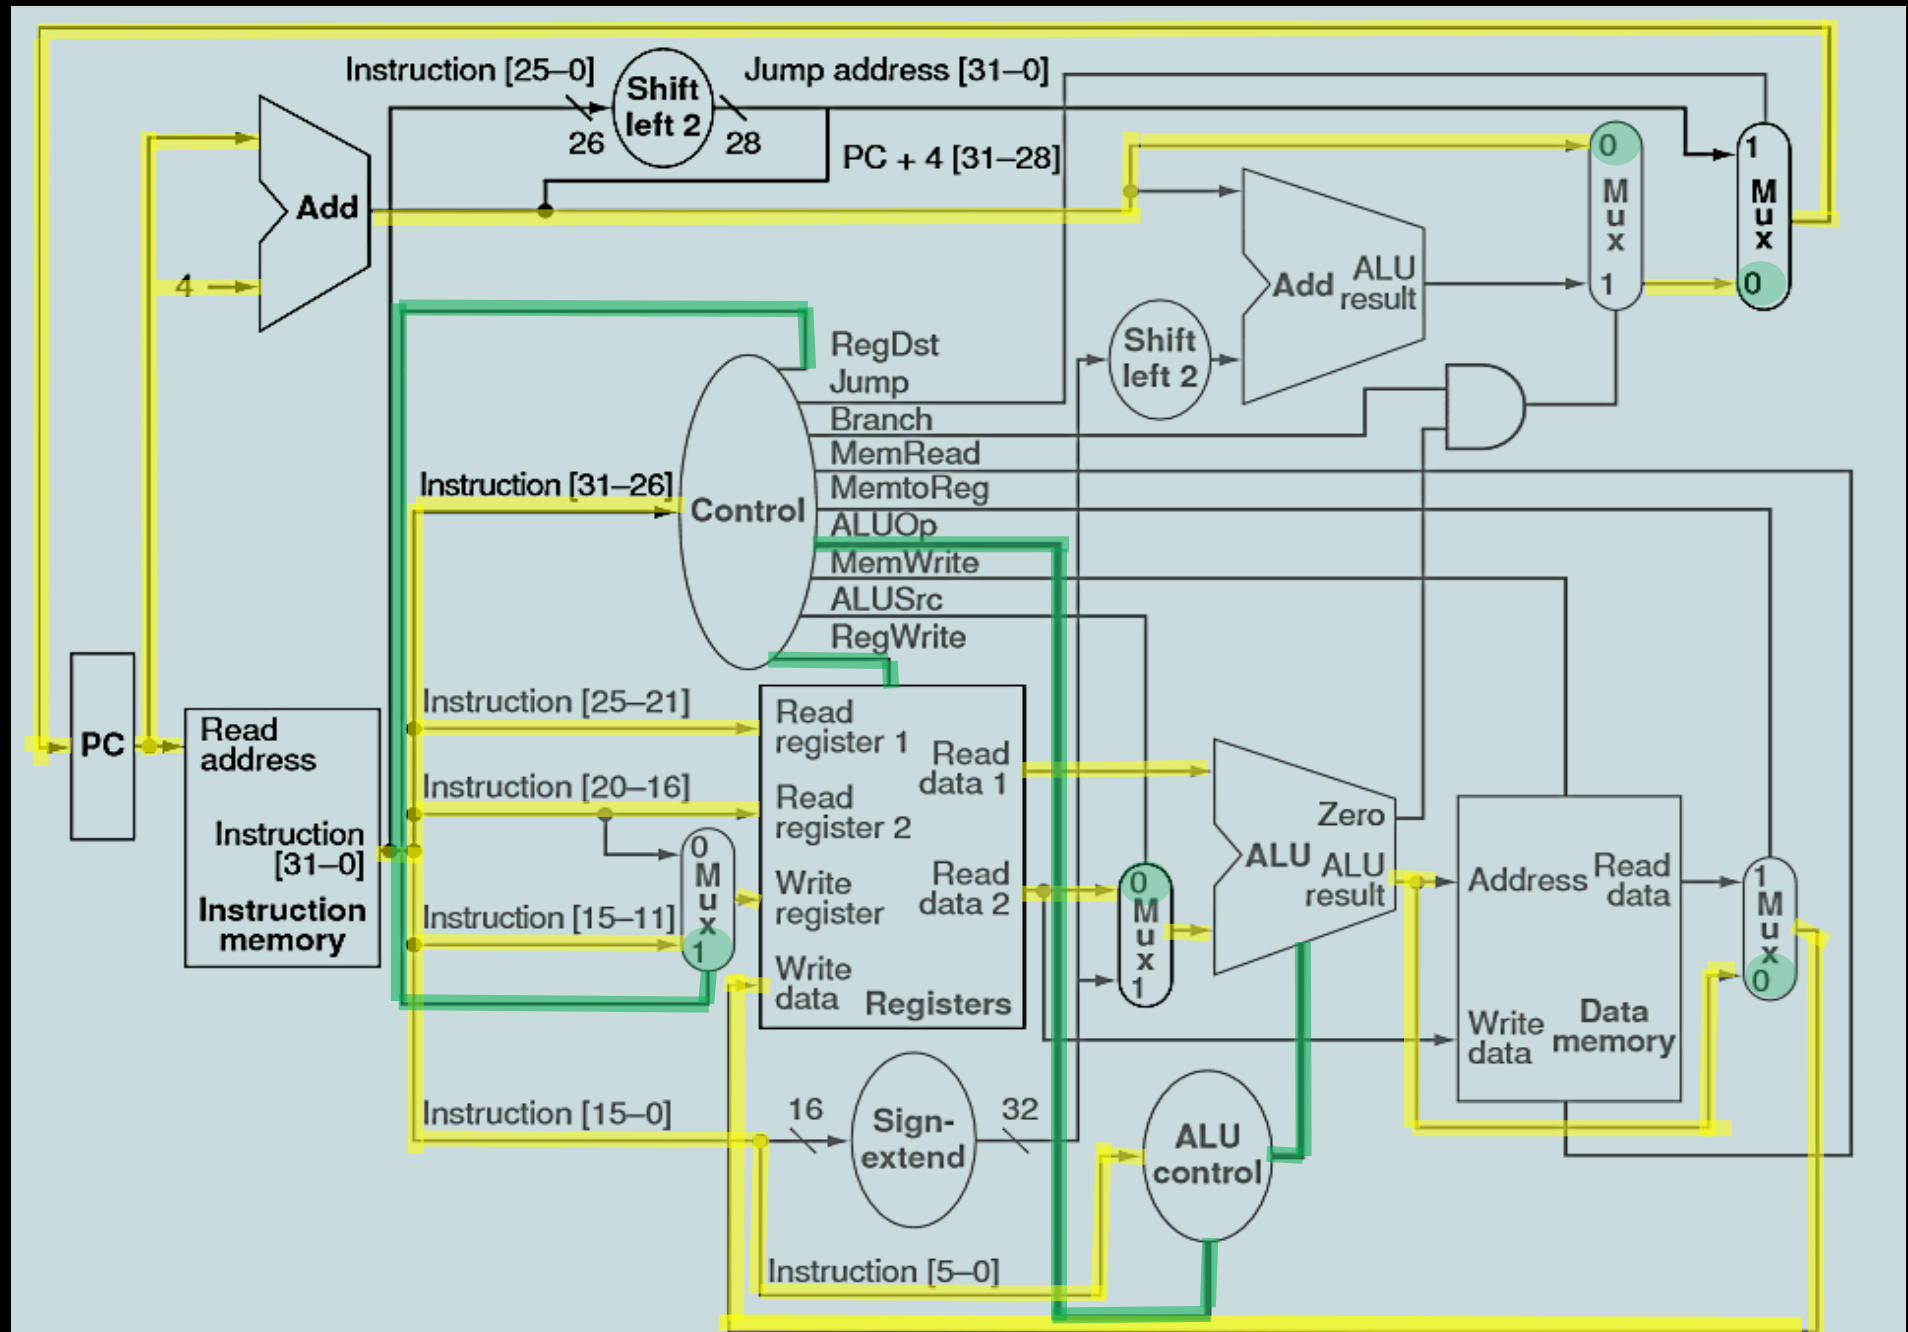 Instruction [25–0]
Shift
left 2
Jump address [31–0]
26
28
PC + 4 [31–28]
Add
4
0
M
u
x
1
1
M
u
x
0
Add
ALU
result
Shift
left 2
RegDst
Jump
Branch
MemRead
MemtoReg
ALUOp
MemWrite
ALUSrc
RegWrite
Instruction [31–26]
Control
PC
Read
address
Instruction
[31–0]
Instruction
memory
Instruction [25–21]
Instruction [20–16]
Instruction [15–11]
0
M
u
x
1
Read
register 1
Read
register 2
Write
register
Write
data
Read
data 1
Read
data 2
Registers
0
M
u
x
1
Zero
ALU
ALU
result
Address
Read
data
Write
data
Data
memory
1
M
u
x
0
Instruction [15–0]
16
Sign-
extend
32
ALU
control
Instruction [5–0]